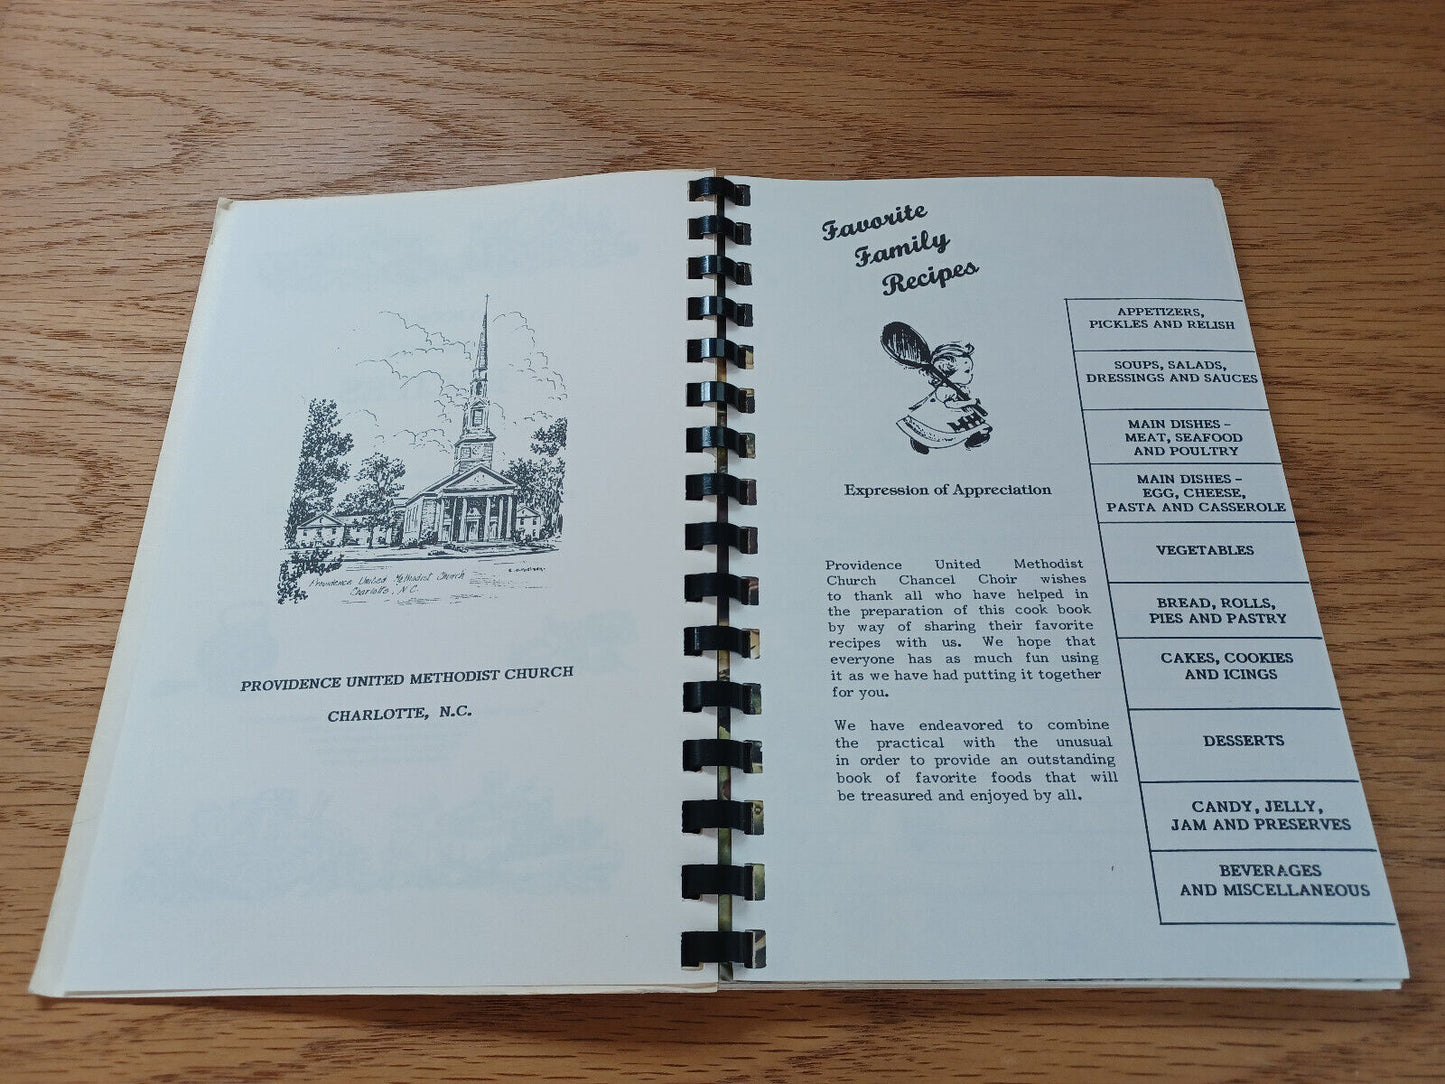 Providence United Methodist Church
Charlotte, N.C.
PROVIDENCE UNITED METHODIST CHURCH
CHARLOTTE, N.C.
Favorite
Family
Recipes
Expression of Appreciation
Providence United Methodist
Church Chancel Choir wishes
to thank all who have helped in
the preparation of this cook book
by way of sharing their favorite
recipes with us. We hope that
everyone has as much fun using
it as we have had putting it together
for you.
We have endeavored to combine
the practical with the unusual
in order to provide an outstanding
book of favorite foods that will
be treasured and enjoyed by all.
APPETIZERS,
PICKLES AND RELISH
SOUPS, SALADS,
DRESSINGS AND SAUCES
MAIN DISHES –
MEAT, SEAFOOD
AND POULTRY
MAIN DISHES –
EGG, CHEESE,
PASTA AND CASSEROLE
VEGETABLES
BREAD, ROLLS,
PIES AND PASTRY
CAKES, COOKIES
AND ICINGS
DESSERTS
CANDY, JELLY,
JAM AND PRESERVES
BEVERAGES
AND MISCELLANEOUS